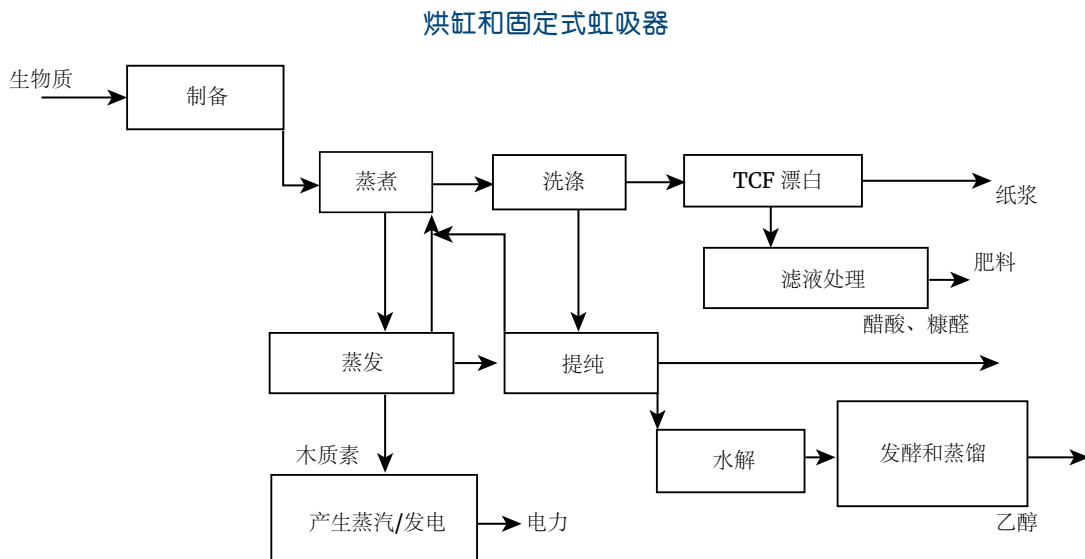 烘缸和固定式虹吸器
生物质
制备
蒸煮
洗涤
TCF 漂白
纸浆
滤液处理
肥料
醋酸、糠醛
蒸发
提纯
木质素
水解
发酵和蒸馏
产生蒸汽/发电
电力
乙醇